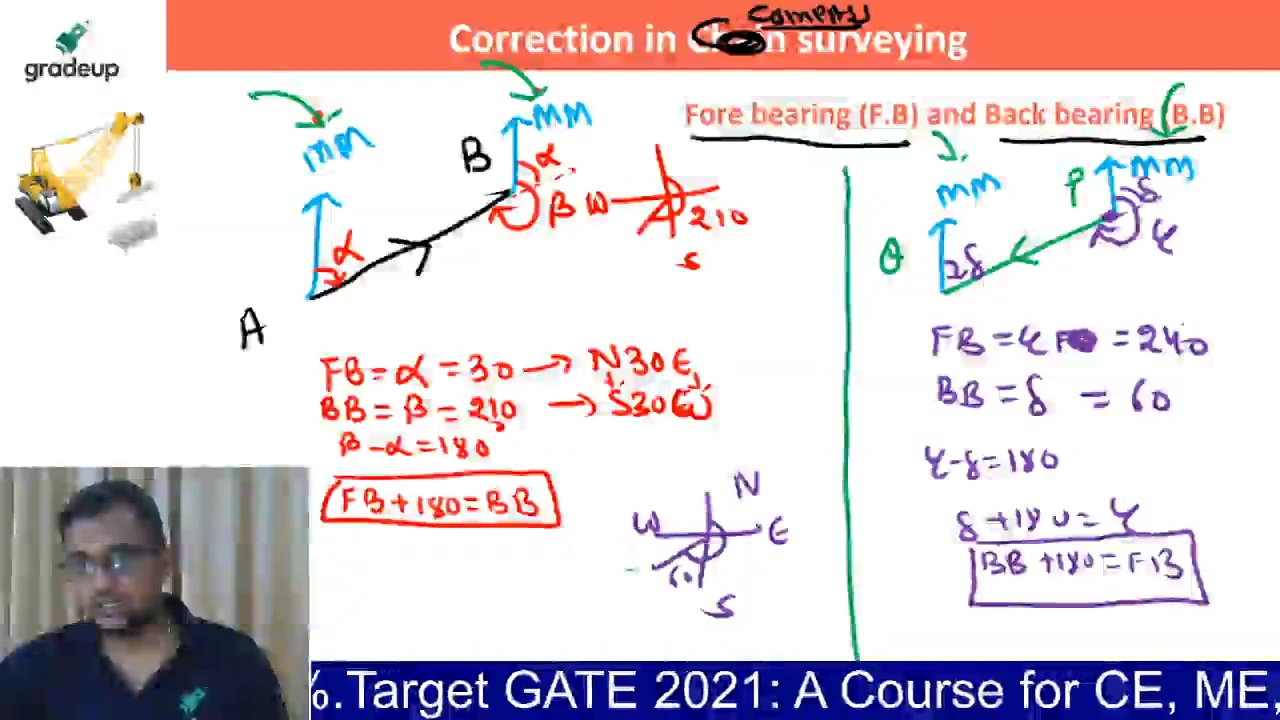 gradeup
Compass
Correction in Chain surveying
Fore bearing (F.B) and Back bearing (B.B)
MM
MM
B
α
β
W
210
S
α
A
FB = α = 30 → N30E
BB = β = 210 → S30W
β - α = 180
FB + 180 = BB
N
W
E
60
S
MM
MM
P
δ
Q
δ
FB = = 240
BB = δ = 60
- δ = 180
δ + 180 =
BB + 180 = FB
%.Target GATE 2021: A Course for CE, ME,